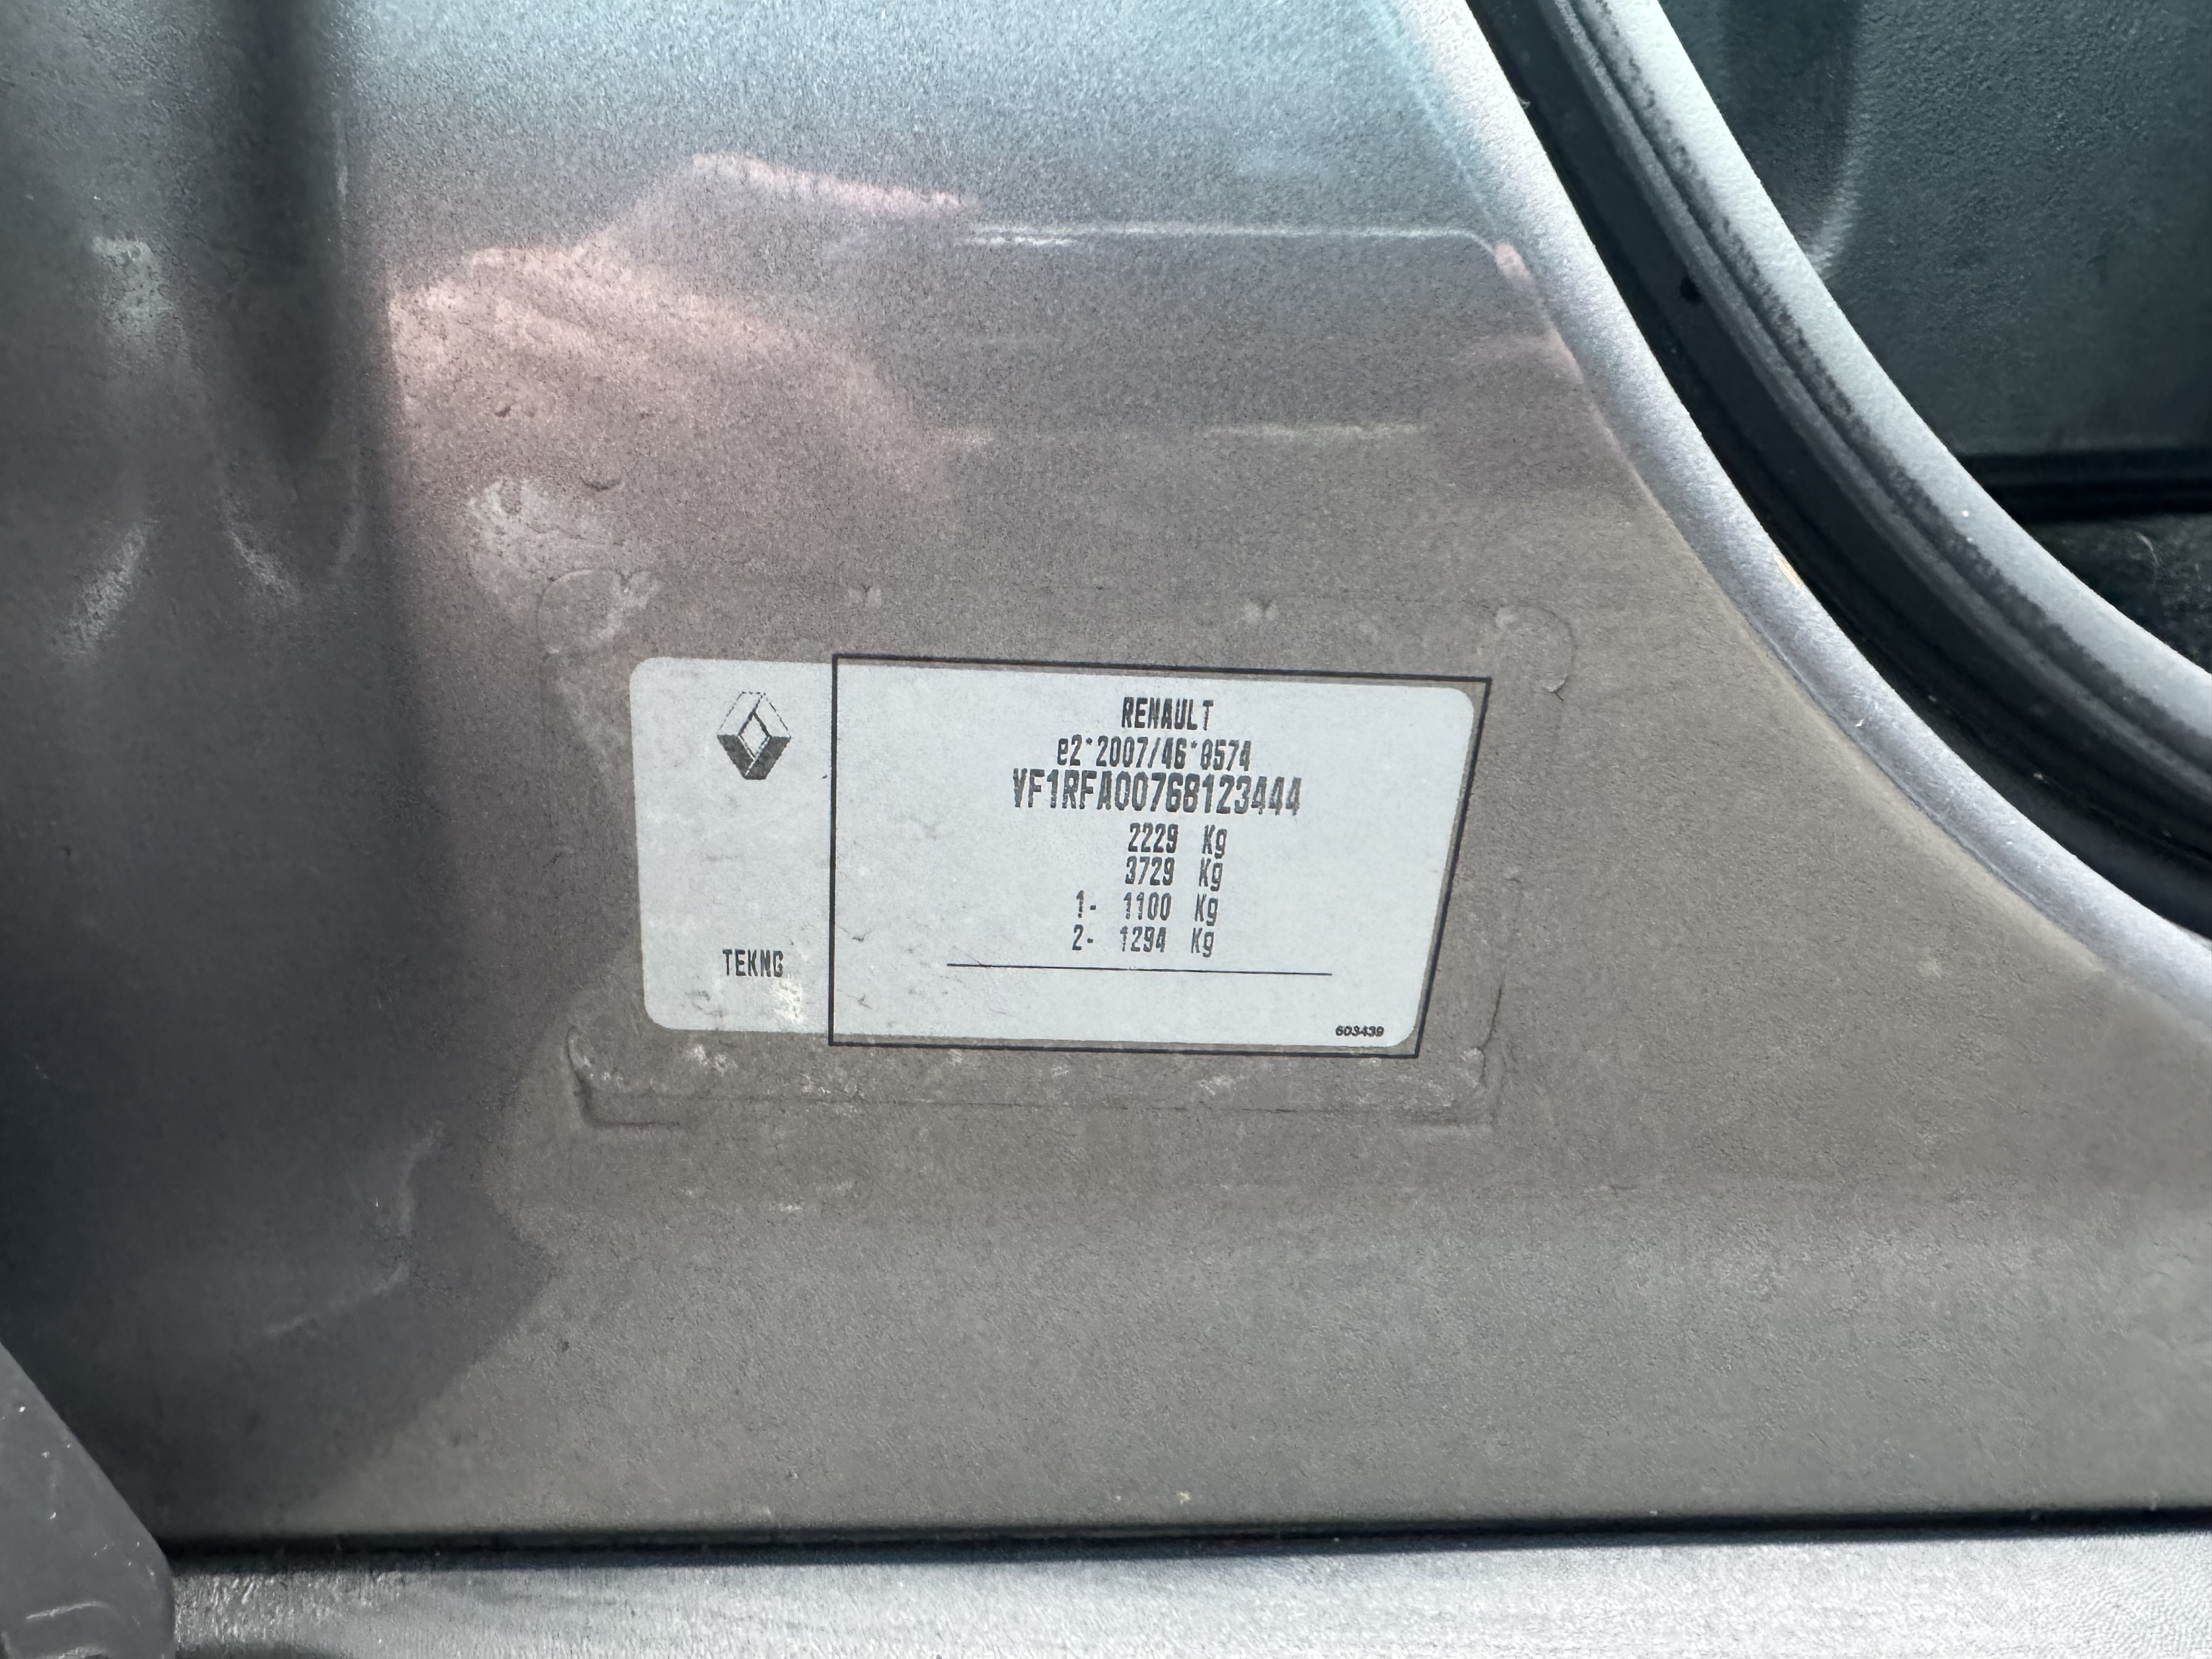 RENAULT
e2*2007/46*0574
VF1RFA00768123444
2229 Kg
3729 Kg
1- 1100 Kg
2- 1294 Kg
TEKNG
603439